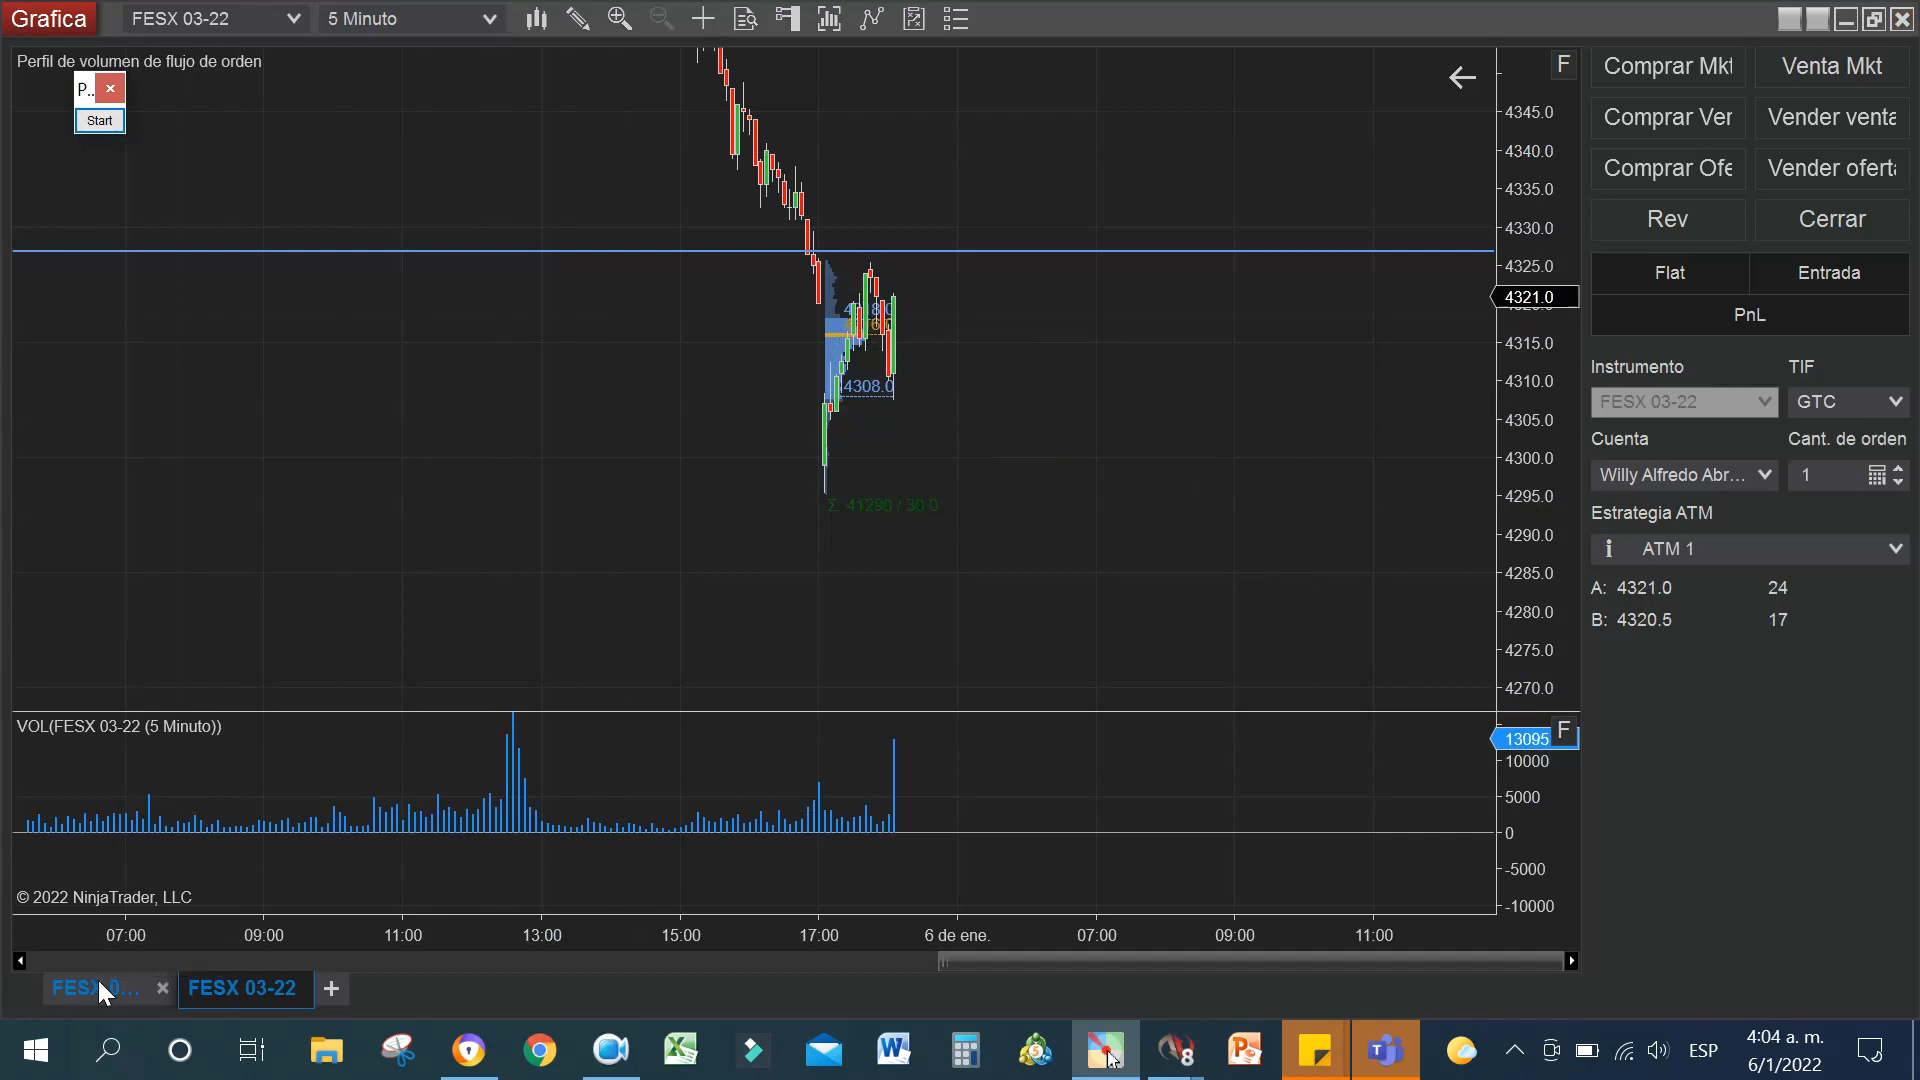 Grafica
FESX 03-22
5 Minuto
Perfil de volumen de flujo de orden
P..
Start
F
4345.0
4340.0
4335.0
4330.0
4325.0
4321.0
4315.0
4310.0
4305.0
4300.0
4295.0
4290.0
4285.0
4280.0
4275.0
4270.0
4308.0
Σ 41290 / 30.0
Comprar Mkt
Venta Mkt
Comprar Ver
Vender venta
Comprar Ofe
Vender oferta
Rev
Cerrar
Flat
Entrada
PnL
Instrumento
TIF
FESX 03-22
GTC
Cuenta
Cant. de orden
Willy Alfredo Abr...
1
Estrategia ATM
ATM 1
A: 4321.0 24
B: 4320.5 17
VOL(FESX 03-22 (5 Minuto))
F
13095
10000
5000
0
-5000
-10000
© 2022 NinjaTrader, LLC
07:00
09:00
11:00
13:00
15:00
17:00
6 de ene.
07:00
09:00
11:00
FESX 0...
FESX 03-22
ESP
4:04 a. m.
6/1/2022